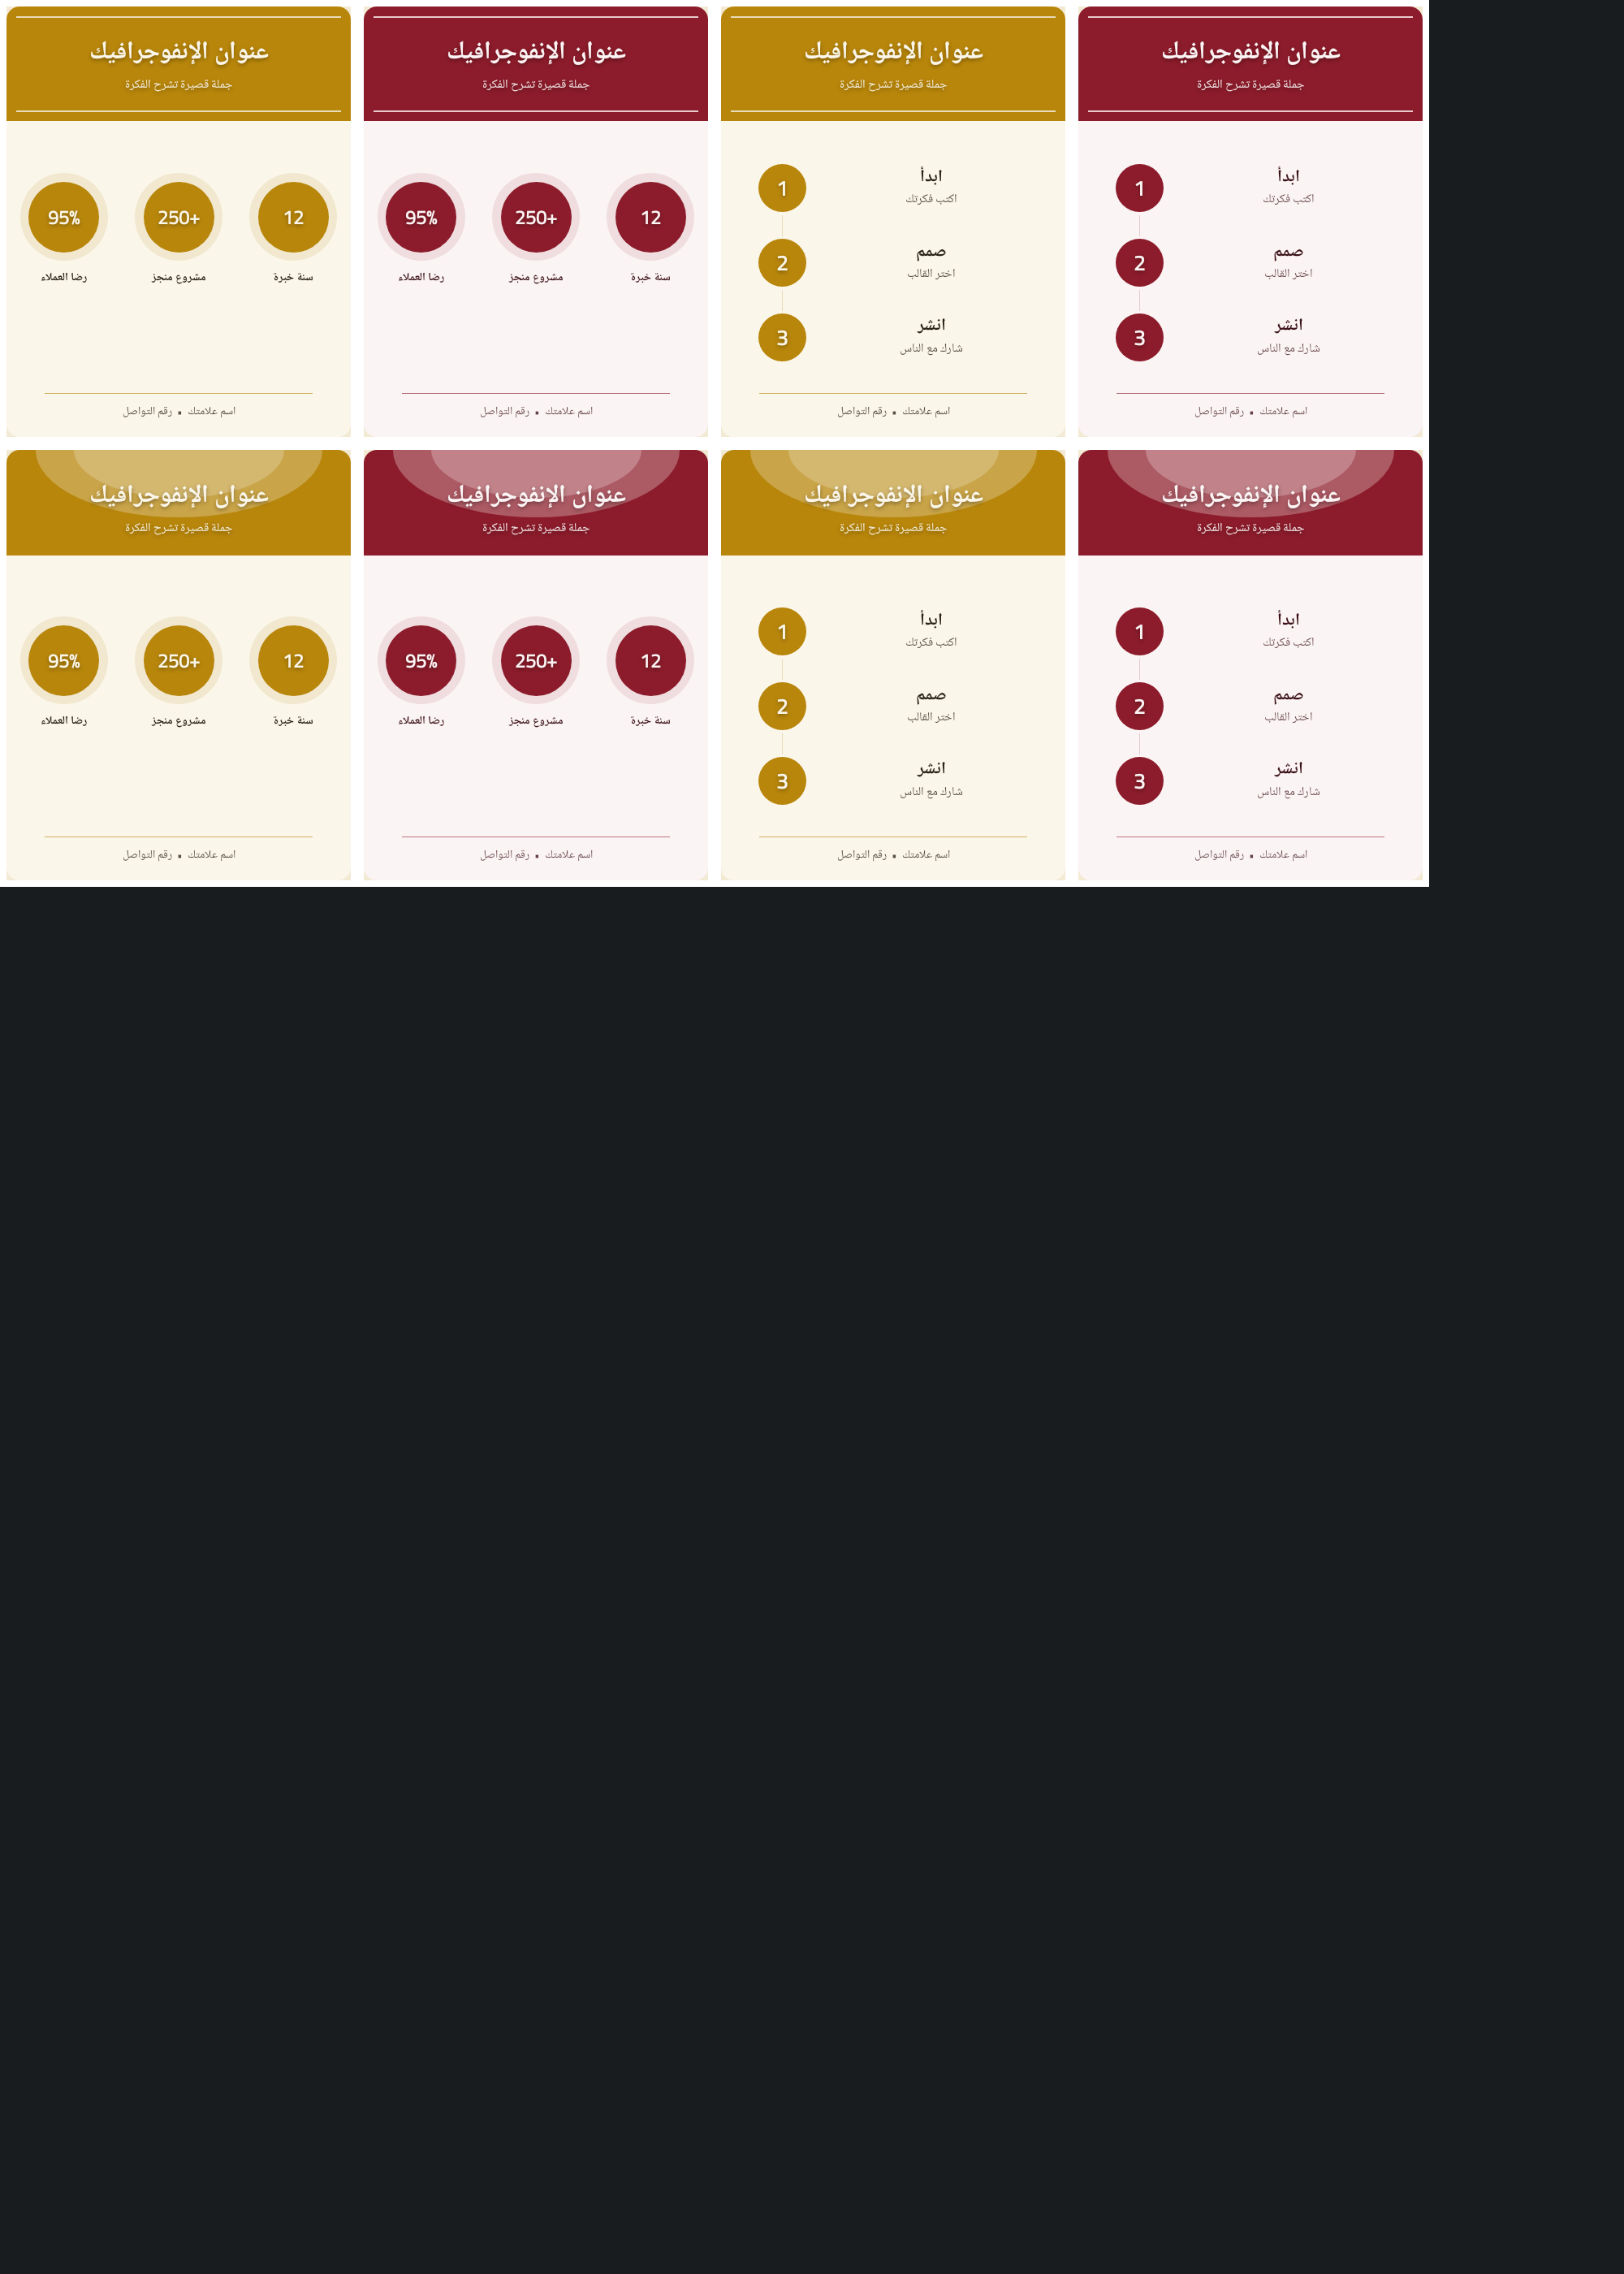 عنوان الإنفوجرافيك
جملة قصيرة تشرح الفكرة
ابدأ
اكتب فكرتك
1
صمم
اختر القالب
2
انشر
شارك مع الناس
3
اسم علامتك • رقم التواصل
عنوان الإنفوجرافيك
جملة قصيرة تشرح الفكرة
ابدأ
اكتب فكرتك
1
صمم
اختر القالب
2
انشر
شارك مع الناس
3
اسم علامتك • رقم التواصل
عنوان الإنفوجرافيك
جملة قصيرة تشرح الفكرة
12
250+
95%
سنة خبرة
مشروع منجز
رضا العملاء
اسم علامتك • رقم التواصل
عنوان الإنفوجرافيك
جملة قصيرة تشرح الفكرة
12
250+
95%
سنة خبرة
مشروع منجز
رضا العملاء
اسم علامتك • رقم التواصل
عنوان الإنفوجرافيك
جملة قصيرة تشرح الفكرة
ابدأ
اكتب فكرتك
1
صمم
اختر القالب
2
انشر
شارك مع الناس
3
اسم علامتك • رقم التواصل
عنوان الإنفوجرافيك
جملة قصيرة تشرح الفكرة
ابدأ
اكتب فكرتك
1
صمم
اختر القالب
2
انشر
شارك مع الناس
3
اسم علامتك • رقم التواصل
عنوان الإنفوجرافيك
جملة قصيرة تشرح الفكرة
12
250+
95%
سنة خبرة
مشروع منجز
رضا العملاء
اسم علامتك • رقم التواصل
عنوان الإنفوجرافيك
جملة قصيرة تشرح الفكرة
12
250+
95%
سنة خبرة
مشروع منجز
رضا العملاء
اسم علامتك • رقم التواصل